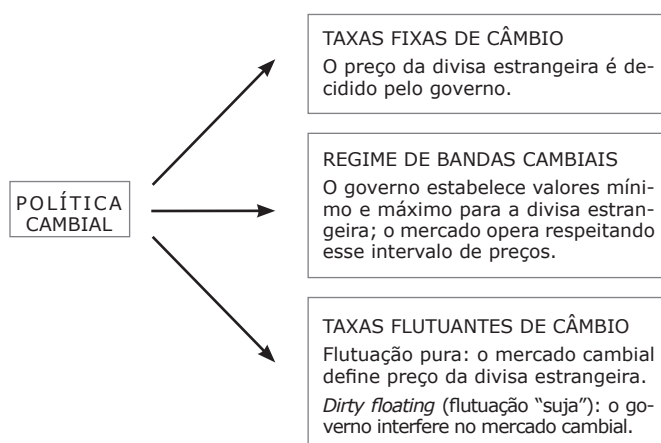 TAXAS FIXAS DE CÂMBIO
O preço da divisa estrangeira é de-
cidido pelo governo.
POLÍTICA
CAMBIAL
REGIME DE BANDAS CAMBIAIS
O governo estabelece valores míni-
mo e máximo para a divisa estran-
geira; o mercado opera respeitando
esse intervalo de preços.
TAXAS FLUTUANTES DE CÂMBIO
Flutuação pura: o mercado cambial
define preço da divisa estrangeira.
Dirty floating (flutuação “suja”): o go-
verno interfere no mercado cambial.